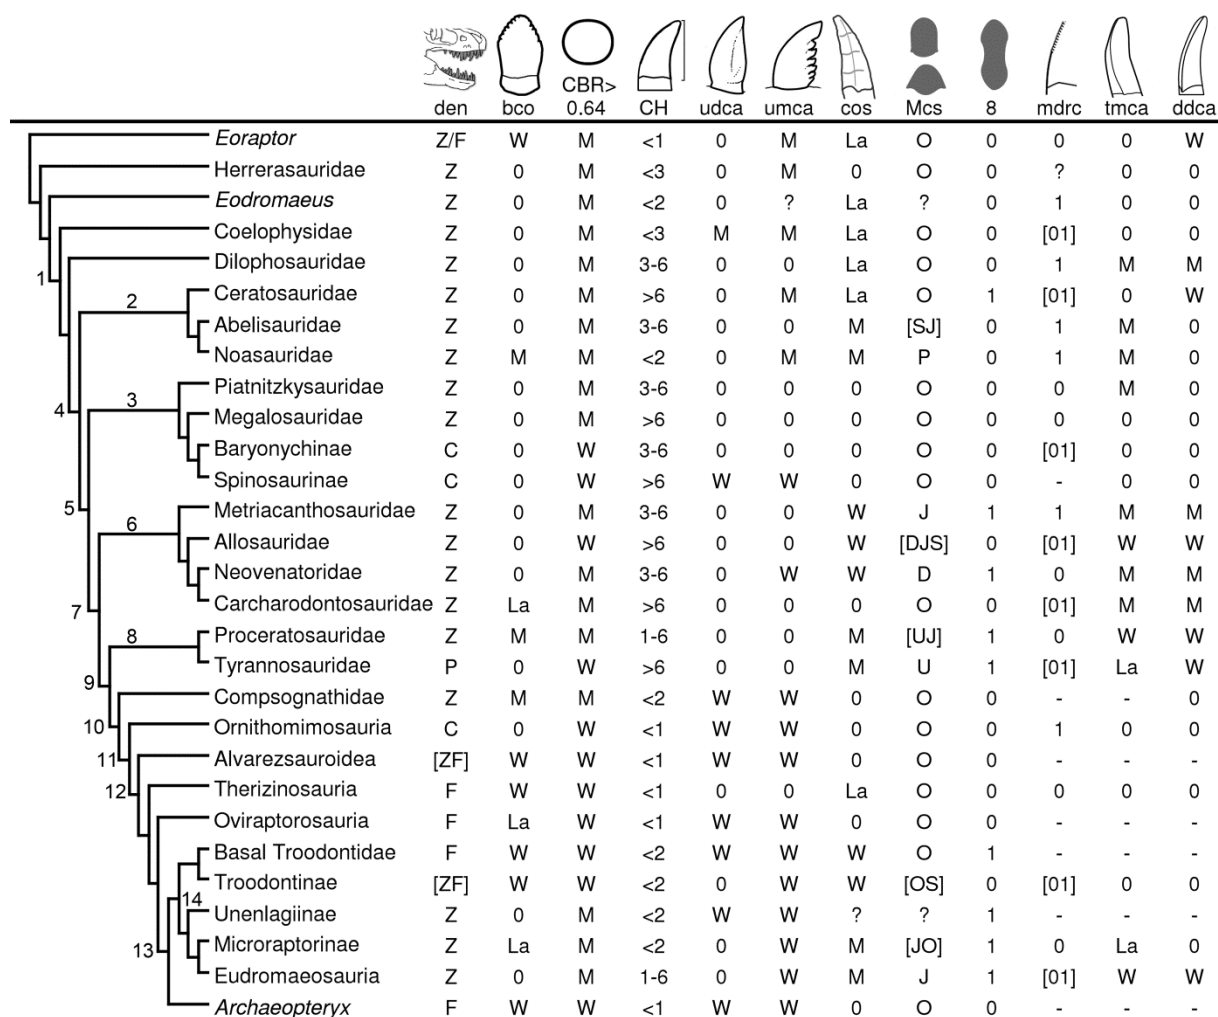 CBR>
den bco 0.64 CH udca umca cos Mcs 8 mdrc tmca ddca
Eoraptor Z/F W M <1 0 M La O 0 0 0 W
Herrerasauridae Z 0 M <3 0 M 0 O 0 ? 0 0
Eodromaeus Z 0 M <2 0 ? La ? 0 1 0 0
Coelophysidae Z 0 M <3 M M La O 0 [01] 0 0
1 Dilophosauridae Z 0 M 3-6 0 0 La O 0 1 M M
2 Ceratosauridae Z 0 M >6 0 M La O 1 [01] 0 W
Abelisauridae Z 0 M 3-6 0 0 M [SJ] 0 1 M 0
Noasauridae Z M M <2 0 M M P 0 1 M 0
Piatnitzkysauridae Z 0 M 3-6 0 0 0 O 0 0 M 0
4 3 Megalosauridae Z 0 M >6 0 0 0 O 0 0 0 0
Baryonychinae C 0 W 3-6 0 0 0 O 0 [01] 0 0
Spinosaurinae C 0 W >6 W W 0 O 0 - 0 0
5 6 Metriacanthosauridae Z 0 M 3-6 0 0 W J 1 1 M M
Allosauridae Z 0 W >6 0 0 W [DJS] 0 [01] W W
Neovenatoridae Z 0 M 3-6 0 W W D 1 0 M M
7 Carcharodontosauridae Z La M >6 0 0 0 O 0 [01] M M
8 Proceratosauridae Z M M 1-6 0 0 M [UJ] 1 0 W W
Tyrannosauridae P 0 W >6 0 0 M U 1 [01] La W
9 Compsognathidae Z M M <2 W W 0 O 0 - - 0
10 Ornithomimosauria C 0 W <1 W W 0 O 0 1 0 0
11 Alvarezsauroidea [ZF] W W <1 W W 0 O 0 - - -
12 Therizinosauria F W W <1 0 0 La O 0 0 0 0
Oviraptorosauria F La W <1 W W 0 O 0 - - -
Basal Troodontidae F W W <2 W W W O 1 - - -
Troodontinae [ZF] W W <2 0 W W [OS] 0 [01] 0 0
14 Unenlagiinae Z 0 M <2 W W ? ? 1 - - -
13 Microraptorinae Z La M <2 0 W M [JO] 1 0 La 0
Eudromaeosauria Z 0 M 1-6 0 W M J 1 [01] W W
Archaeopteryx F W W <1 W W 0 O 0 - - -